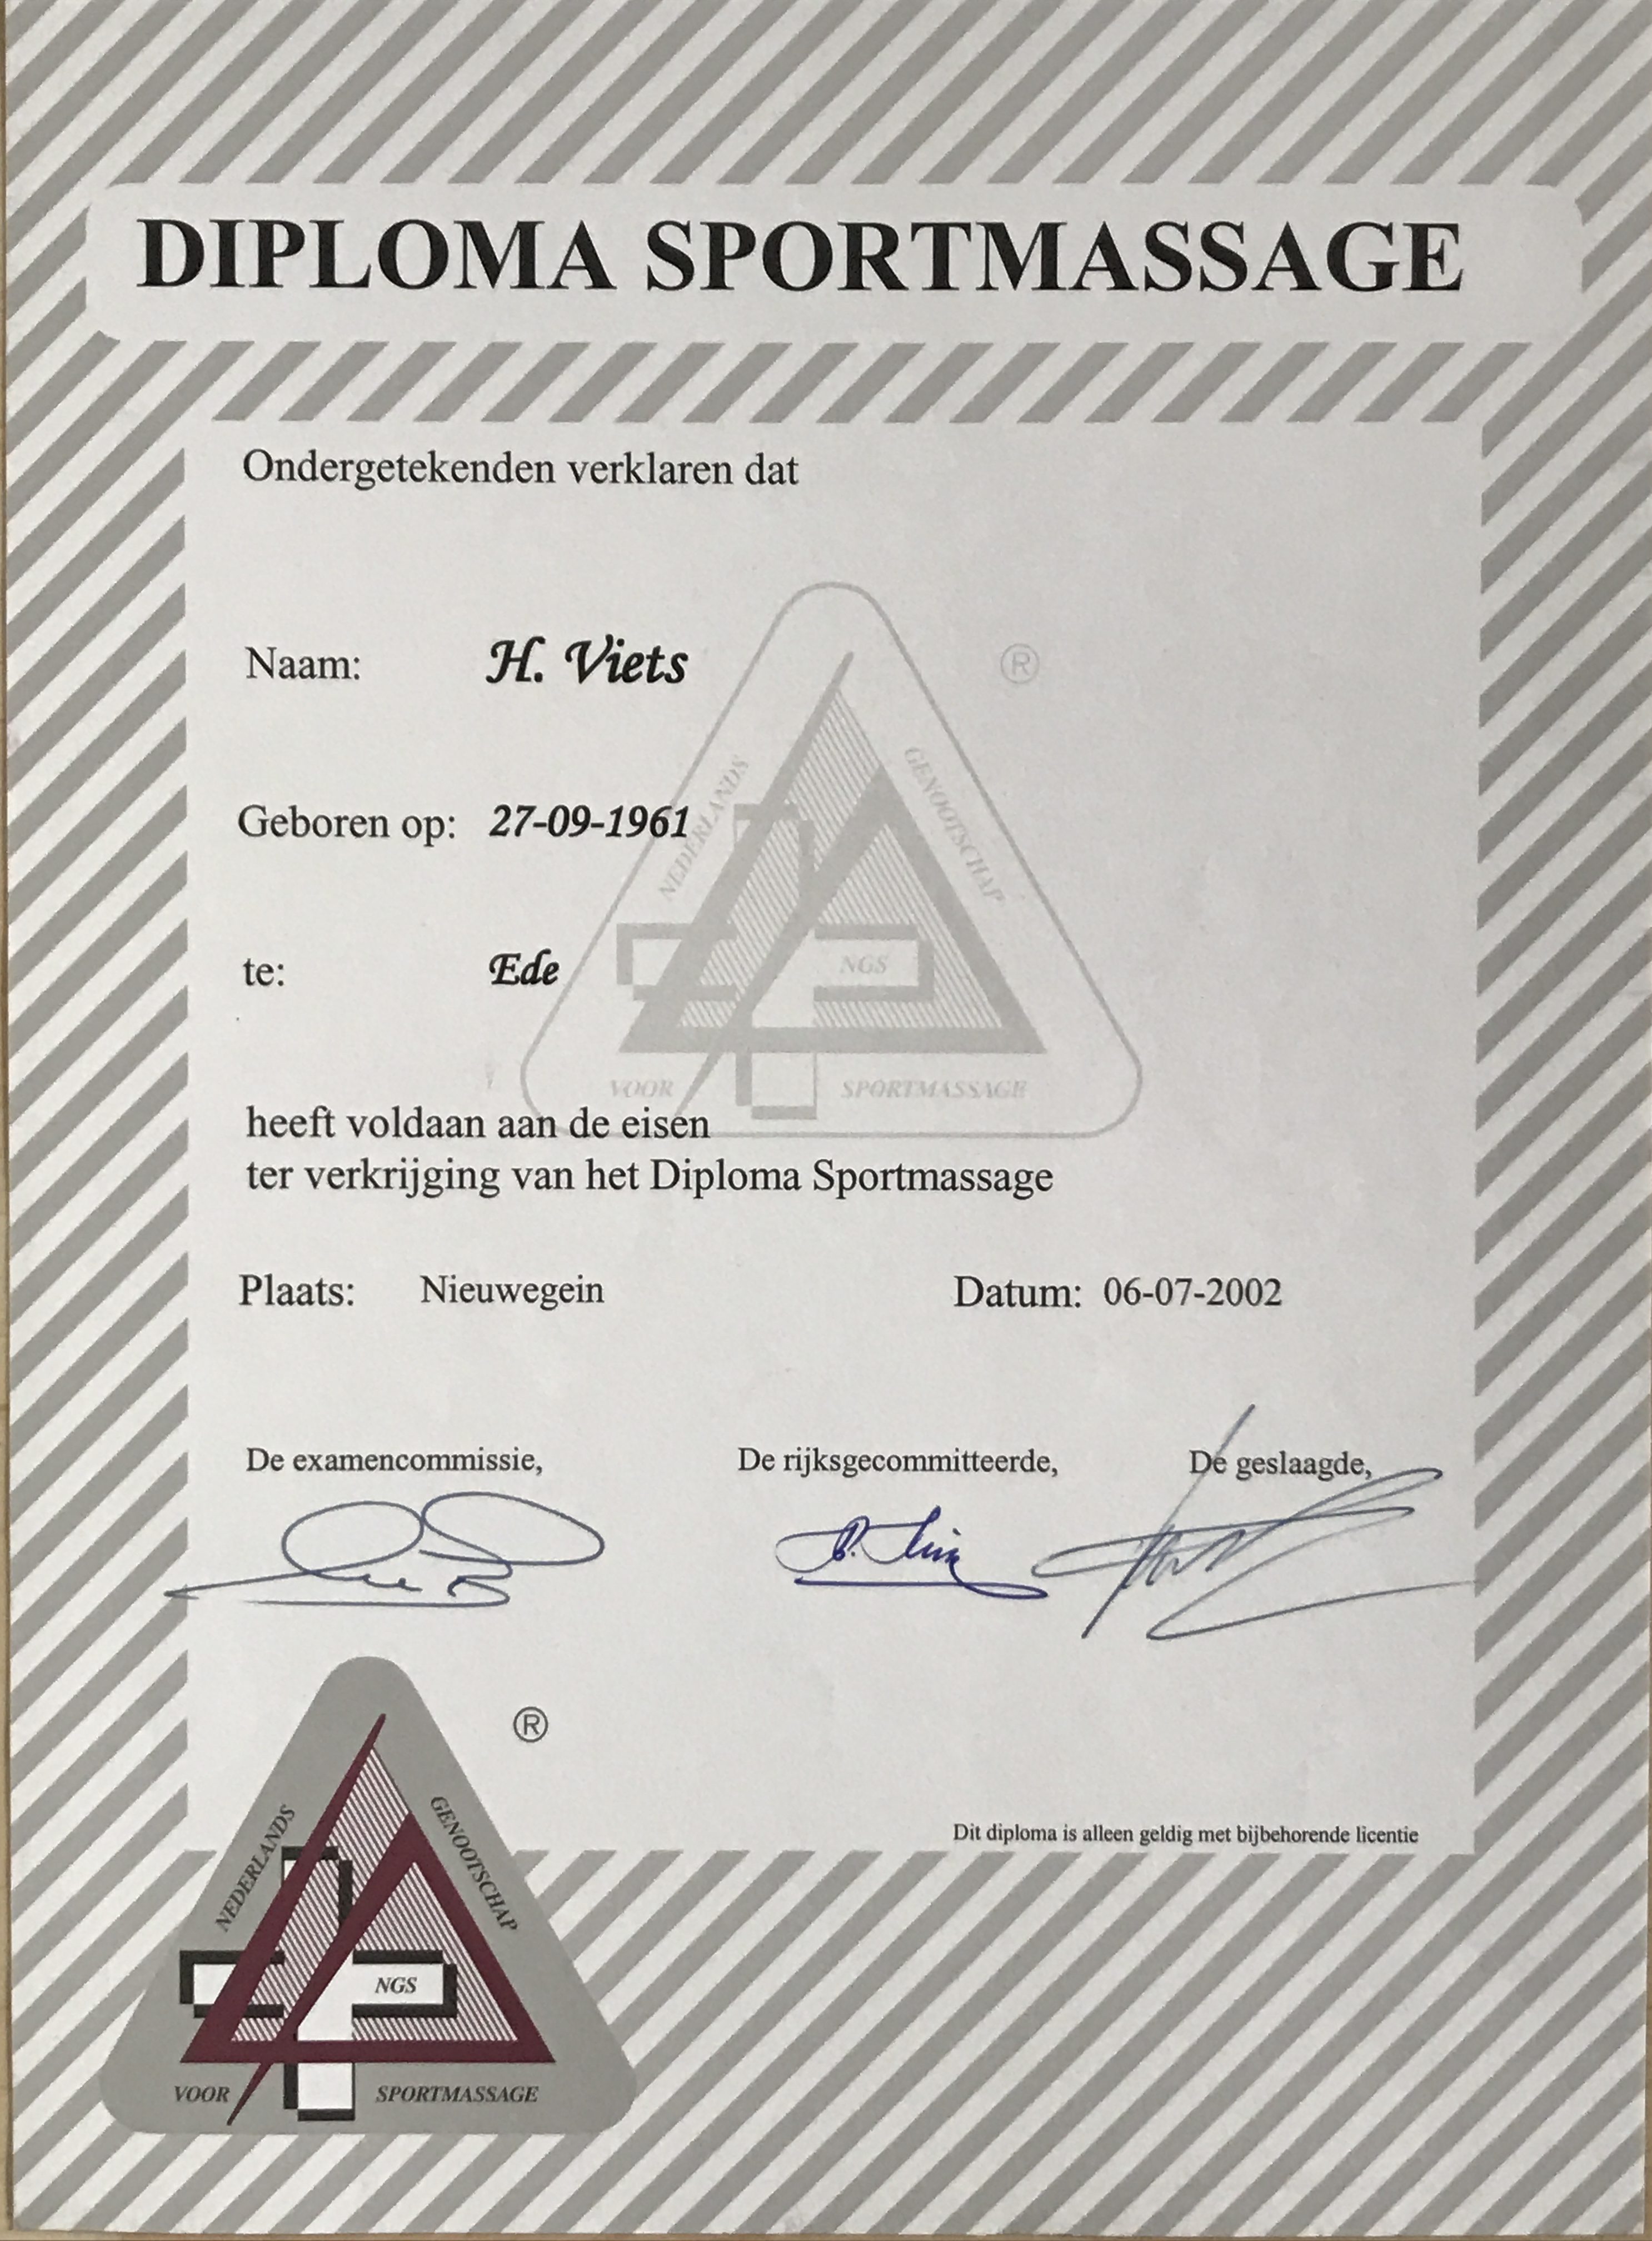 DIPLOMA SPORTMASSAGE
Ondergetekenden verklaren dat
Naam: H. Viets
®
NEDERLANDS GENOOTSCHAP
Geboren op: 27-09-1961
te: Ede
NGS
VOOR SPORTMASSAGE
heeft voldaan aan de eisen
ter verkrijging van het Diploma Sportmassage
Plaats: Nieuwegein Datum: 06-07-2002
De examencommissie, De rijksgecommitteerde, De geslaagde,
®
NEDERLANDS GENOOTSCHAP
NGS
VOOR SPORTMASSAGE
Dit diploma is alleen geldig met bijbehorende licentie